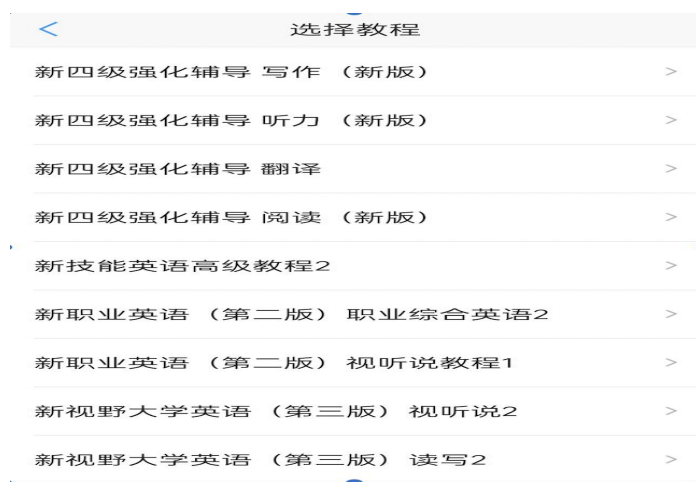 选择教程
新四级强化辅导 写作 （新版）
新四级强化辅导 听力 （新版）
新四级强化辅导 翻译
新四级强化辅导 阅读 （新版）
新技能英语高级教程2
新职业英语 （第二版） 职业综合英语2
新职业英语 （第二版） 视听说教程1
新视野大学英语 （第三版） 视听说2
新视野大学英语 （第三版） 读写2